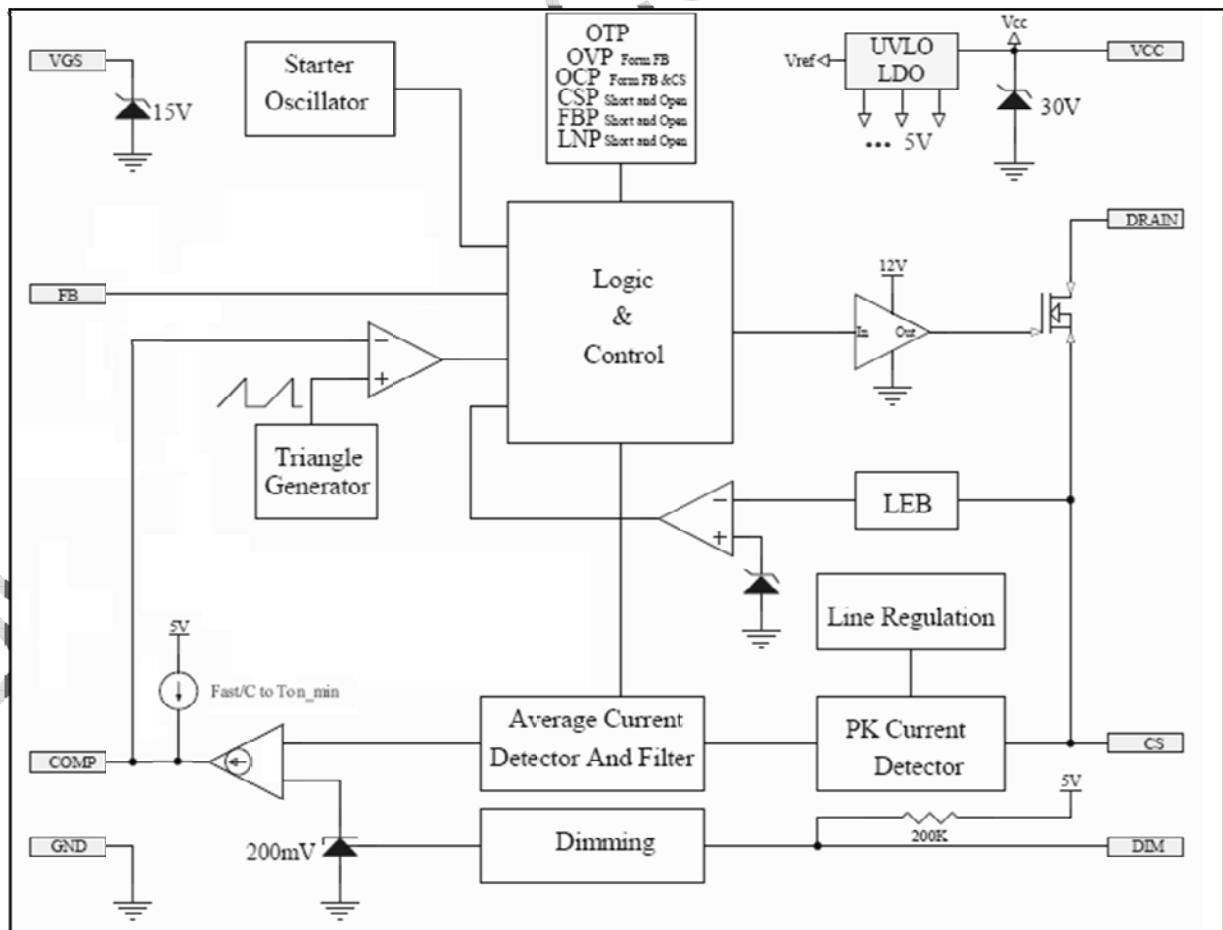 VGS
15V
Starter
Oscillator
OTP
OVP Form FB
OCP Form FB &CS
CSP Short and Open
FBP Short and Open
LNP Short and Open
Vref
UVLO
LDO
... 5V
Vcc
VCC
30V
DRAIN
FB
Logic
&
Control
12V
In
Out
−
+
Triangle
Generator
−
+
LEB
Line Regulation
5V
Fast/C to Ton_min
Average Current
Detector And Filter
PK Current
Detector
COMP
CS
5V
200K
GND
200mV
Dimming
DIM